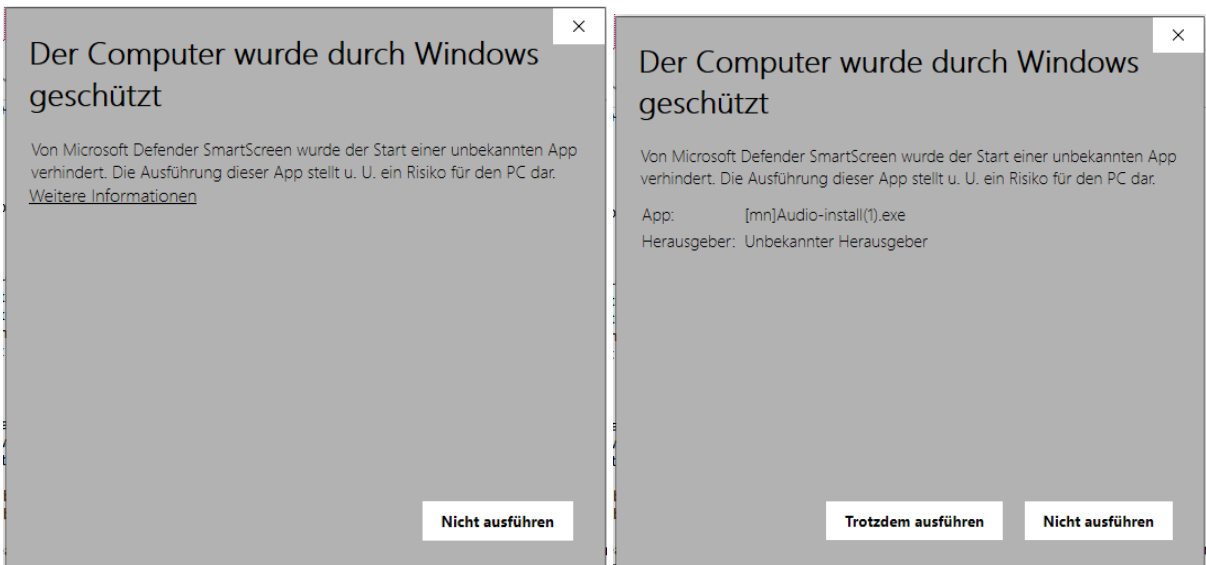 Der Computer wurde durch Windows
geschützt
Von Microsoft Defender SmartScreen wurde der Start einer unbekannten App
verhindert. Die Ausführung dieser App stellt u. U. ein Risiko für den PC dar.
Weitere Informationen
Nicht ausführen
Der Computer wurde durch Windows
geschützt
Von Microsoft Defender SmartScreen wurde der Start einer unbekannten App
verhindert. Die Ausführung dieser App stellt u. U. ein Risiko für den PC dar.
App: [mn]Audio-install(1).exe
Herausgeber: Unbekannter Herausgeber
Trotzdem ausführen Nicht ausführen